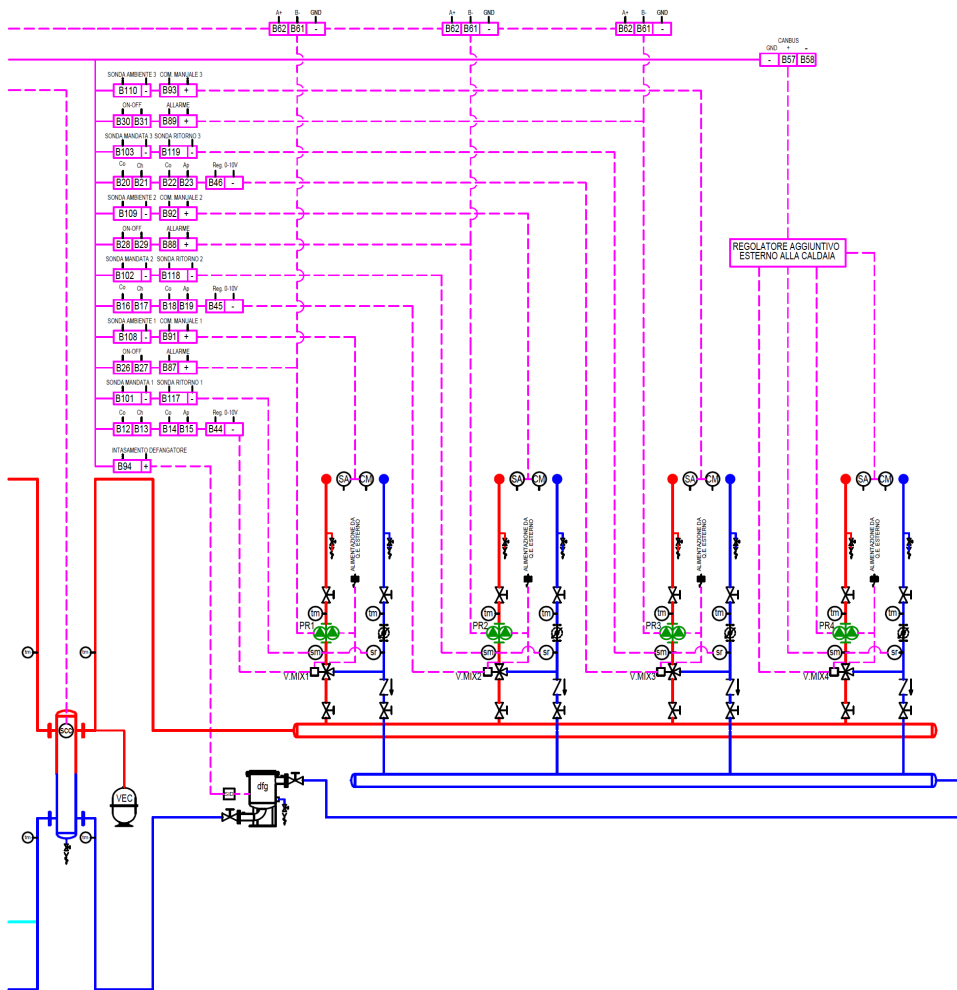 A+ B- GND
B62 B61 -
A+ B- GND
B62 B61 -
A+ B- GND
B62 B61 -
CANBUS
GND + -
- B57 B58
SONDA AMBIENTE 3 COM. MANUALE 3
B110 - B93 +
ON-OFF ALLARME
B30 B31 B89 +
SONDA MANDATA 3 SONDA RITORNO 3
B103 - B119 -
Co Ch Co Ap Reg. 0-10V
B20 B21 B22 B23 B46 -
SONDA AMBIENTE 2 COM. MANUALE 2
B109 - B92 +
ON-OFF ALLARME
B28 B29 B88 +
SONDA MANDATA 2 SONDA RITORNO 2
B102 - B118 -
Co Ch Co Ap Reg. 0-10V
B16 B17 B18 B19 B45 -
SONDA AMBIENTE 1 COM. MANUALE 1
B108 - B91 +
ON-OFF ALLARME
B26 B27 B87 +
SONDA MANDATA 1 SONDA RITORNO 1
B101 - B117 -
Co Ch Co Ap Reg. 0-10V
B12 B13 B14 B15 B44 -
INTASAMENTO DEFANGATORE
B94 +
REGOLATORE AGGIUNTIVO
ESTERNO ALLA CALDAIA
SA CM
SA CM
SA CM
SA CM
ALIMENTAZIONE DA
Q.E. ESTERNO
ALIMENTAZIONE DA
Q.E. ESTERNO
ALIMENTAZIONE DA
Q.E. ESTERNO
ALIMENTAZIONE DA
Q.E. ESTERNO
tm tm tm tm tm tm tm tm
PR1 PR2 PR3 PR4
sm sr sm sr sm sr sm sr
V.MIX1 V.MIX2 V.MIX3 V.MIX4
tm tm
scc
VEC
dfg
SID
tm tm